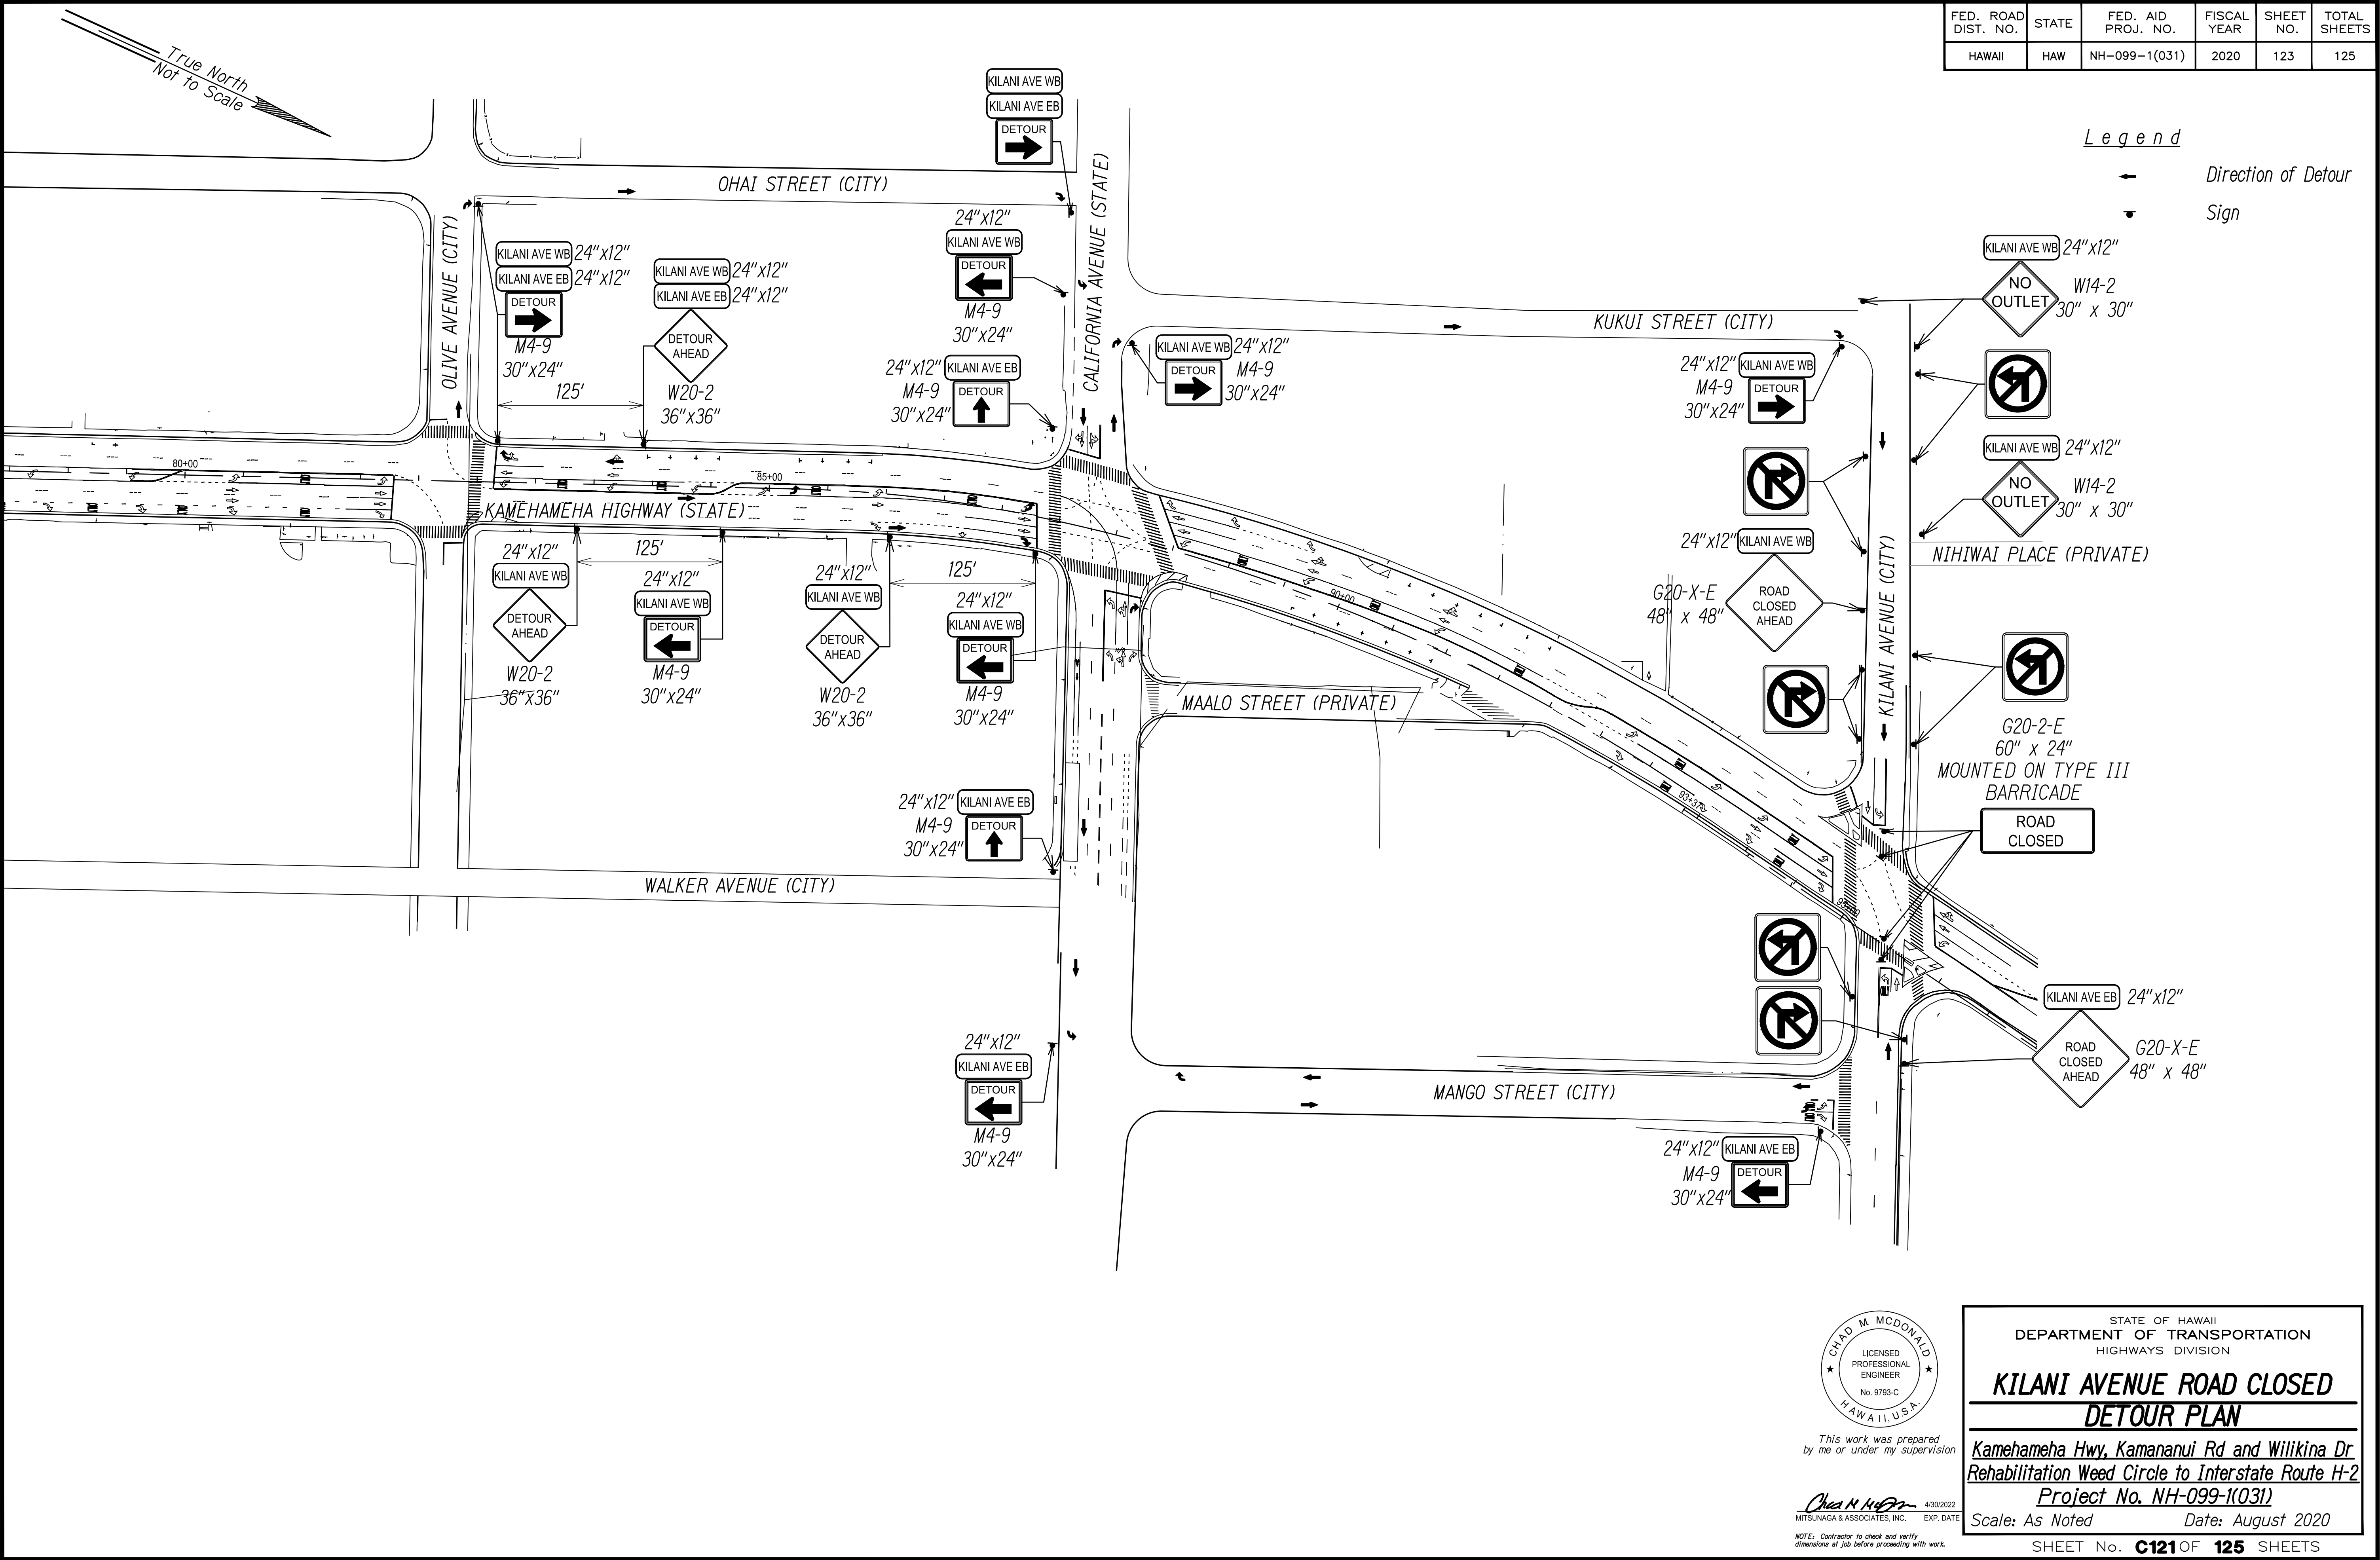 FED. ROAD DIST. NO.
STATE
FED. AID PROJ. NO.
FISCAL YEAR
SHEET NO.
TOTAL SHEETS
HAWAII
HAW
NH-099-1(031)
2020
123
125
True North
Not to Scale
Legend
Direction of Detour
Sign
KILANI AVE WB
KILANI AVE EB
DETOUR
OHAI STREET (CITY)
OLIVE AVENUE (CITY)
CALIFORNIA AVENUE (STATE)
KILANI AVE WB 24"x12"
KILANI AVE EB 24"x12"
DETOUR
M4-9
30"x24"
125'
KILANI AVE WB 24"x12"
KILANI AVE EB 24"x12"
DETOUR
AHEAD
W20-2
36"x36"
24"x12"
KILANI AVE WB
DETOUR
M4-9
30"x24"
24"x12" KILANI AVE EB
M4-9
DETOUR
30"x24"
KILANI AVE WB 24"x12"
DETOUR
M4-9
30"x24"
KUKUI STREET (CITY)
24"x12" KILANI AVE WB
M4-9
DETOUR
30"x24"
KILANI AVE WB 24"x12"
NO
OUTLET
W14-2
30" x 30"
KILANI AVE WB 24"x12"
NO
OUTLET
W14-2
30" x 30"
NIHIWAI PLACE (PRIVATE)
24"x12" KILANI AVE WB
G20-X-E
48" x 48"
ROAD
CLOSED
AHEAD
KILANI AVENUE (CITY)
80+00
85+00
KAMEHAMEHA HIGHWAY (STATE)
90+00
93+37
95+00
24"x12"
KILANI AVE WB
DETOUR
AHEAD
W20-2
36"x36"
125'
24"x12"
KILANI AVE WB
DETOUR
M4-9
30"x24"
24"x12"
KILANI AVE WB
DETOUR
AHEAD
W20-2
36"x36"
125'
24"x12"
KILANI AVE WB
DETOUR
M4-9
30"x24"
MAALO STREET (PRIVATE)
G20-2-E
60" x 24"
MOUNTED ON TYPE III
BARRICADE
ROAD
CLOSED
24"x12" KILANI AVE EB
M4-9
DETOUR
30"x24"
WALKER AVENUE (CITY)
ONLY
KILANI AVE EB 24"x12"
ROAD
CLOSED
AHEAD
G20-X-E
48" x 48"
24"x12"
KILANI AVE EB
DETOUR
M4-9
30"x24"
MANGO STREET (CITY)
24"x12" KILANI AVE EB
M4-9
DETOUR
30"x24"
CHAD M. MCDONALD
LICENSED
PROFESSIONAL
ENGINEER
No. 9793-C
HAWAII, U.S.A.
This work was prepared
by me or under my supervision
4/30/2022
MITSUNAGA & ASSOCIATES, INC. EXP. DATE
NOTE: Contractor to check and verify
dimensions at job before proceeding with work.
STATE OF HAWAII
DEPARTMENT OF TRANSPORTATION
HIGHWAYS DIVISION
KILANI AVENUE ROAD CLOSED
DETOUR PLAN
Kamehameha Hwy, Kamananui Rd and Wilikina Dr
Rehabilitation Weed Circle to Interstate Route H-2
Project No. NH-099-1(031)
Scale: As Noted Date: August 2020
SHEET No. C121 OF 125 SHEETS